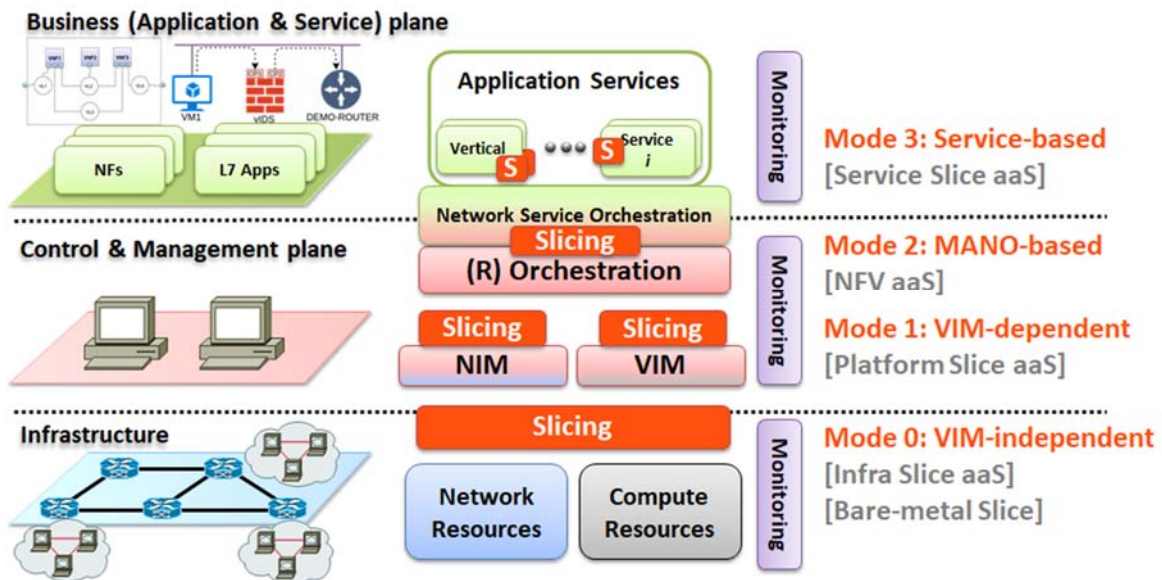 Business (Application & Service) plane
VNF1
VNF2
VNF3
VM1
vIDS
DEMO-ROUTER
NFs
L7 Apps
Application Services
Vertical
S
S
Service
i
Monitoring
Mode 3: Service-based
[Service Slice aaS]
Network Service Orchestration
Slicing
(R) Orchestration
Control & Management plane
Slicing
NIM
Slicing
VIM
Monitoring
Mode 2: MANO-based
[NFV aaS]
Mode 1: VIM-dependent
[Platform Slice aaS]
Infrastructure
Slicing
Network
Resources
Compute
Resources
Monitoring
Mode 0: VIM-independent
[Infra Slice aaS]
[Bare-metal Slice]